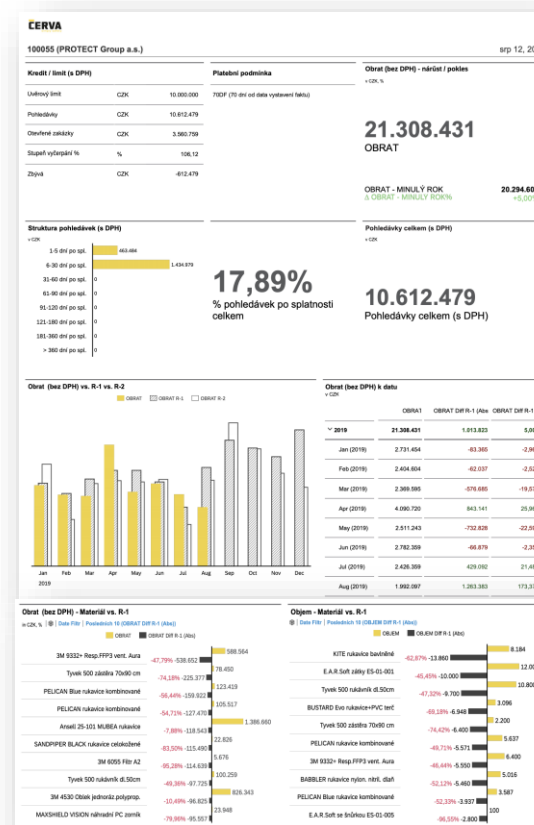 ČERVA
100055 (PROTECT Group a.s.)
srp 12, 20
Kredit / limit (s DPH)
Platební podmínka
Obrat (bez DPH) - nárůst / pokles
v CZK, %
Úvěrový limit CZK 10.000.000
70DF (70 dní od data vystavení faktu)
Pohledávky CZK 10.612.479
Otevřené zakázky CZK 3.560.759
Stupeň vyčerpání % % 106,12
Zbývá CZK -612.479
21.308.431
OBRAT
OBRAT - MINULÝ ROK 20.294.60
Δ OBRAT - MINULÝ ROK% +5,00
Struktura pohledávek (s DPH)
v CZK
1-5 dní po spl. 463.484
6-30 dní po spl.
31-60 dní po spl. 0
61-90 dní po spl. 0
91-120 dní po spl. 0
121-180 dní po spl. 0
181-360 dní po spl. 0
> 360 dní po spl. 0
17,89%
% pohledávek po splatnosti
celkem
Pohledávky celkem (s DPH)
v CZK
10.612.479
Pohledávky celkem (s DPH)
Obrat (bez DPH) vs. R-1 vs. R-2
OBRAT OBRAT R-1 OBRAT R-2
Jan Feb Mar Apr May Jun Jul Aug Sep Oct Nov Dec
2019
Obrat (bez DPH) k datu
v CZK
OBRAT OBRAT Diff R-1 (Abs OBRAT Diff R-1
2019 21.308.431 1.013.823 5,00
Jan (2019) 2.731.454 -83.365 -2,96
Feb (2019) 2.404.604 -62.037 -2,52
Mar (2019) 2.369.595 -576.685 -19,57
Apr (2019) 4.090.720 843.141 25,96
May (2019) 2.511.243 -732.828 -22,59
Jun (2019) 2.782.359 -66.879 -2,35
Jul (2019) 2.426.359 429.092 21,48
Aug (2019) 1.992.097 1.263.383 173,37
Obrat (bez DPH) - Materiál vs. R-1
in CZK, % Date Filtr | Posledních 10 (OBRAT Diff R-1 (Abs))
OBRAT OBRAT Diff R-1 (Abs)
3M 9332+ Resp.FFP3 vent. Aura -47,79% -538.652 588.564
Tyvek 500 zástěra 70x90 cm -74,18% -225.377 78.450
PELICAN Blue rukavice kombinované -56,44% -159.922 123.419
PELICAN rukavice kombinované -54,71% -127.470 105.517
Ansell 25-101 MUBEA rukavice -7,88% -118.543 1.386.660
SANDPIPER BLACK rukavice celokožené -83,50% -115.490 22.826
3M 6055 Filtr A2 -95,28% -114.639 5.676
Tyvek 500 rukávník dl.50cm -49,36% -97.725 100.259
3M 4530 Oblek jednoráz.polyprop. -10,49% -96.825 826.343
MAXSHIELD VISION náhradní PC zorník -79,96% -95.557 23.948
Objem - Materiál vs. R-1
Date Filtr | Posledních 10 (OBJEM Diff R-1 (Abs))
OBJEM OBJEM Diff R-1 (Abs)
KITE rukavice bavlněné -62,87% -13.860 8.184
E.A.R.Soft zátky ES-01-001 -45,45% -10.000 12.00
Tyvek 500 rukávník dl.50cm -47,32% -9.700 10.800
BUSTARD Evo rukavice+PVC terč -69,18% -6.948 3.096
Tyvek 500 zástěra 70x90 cm -74,42% -6.400 2.200
PELICAN rukavice kombinované -49,71% -5.571 5.637
3M 9332+ Resp.FFP3 vent. Aura -46,44% -5.550 6.400
BABBLER rukavice nylon. nitril. dlaň -52,12% -5.460 5.016
PELICAN Blue rukavice kombinované -52,33% -3.937 3.587
E.A.R.Soft se šnůrkou ES-01-005 -96,55% -2.800 100